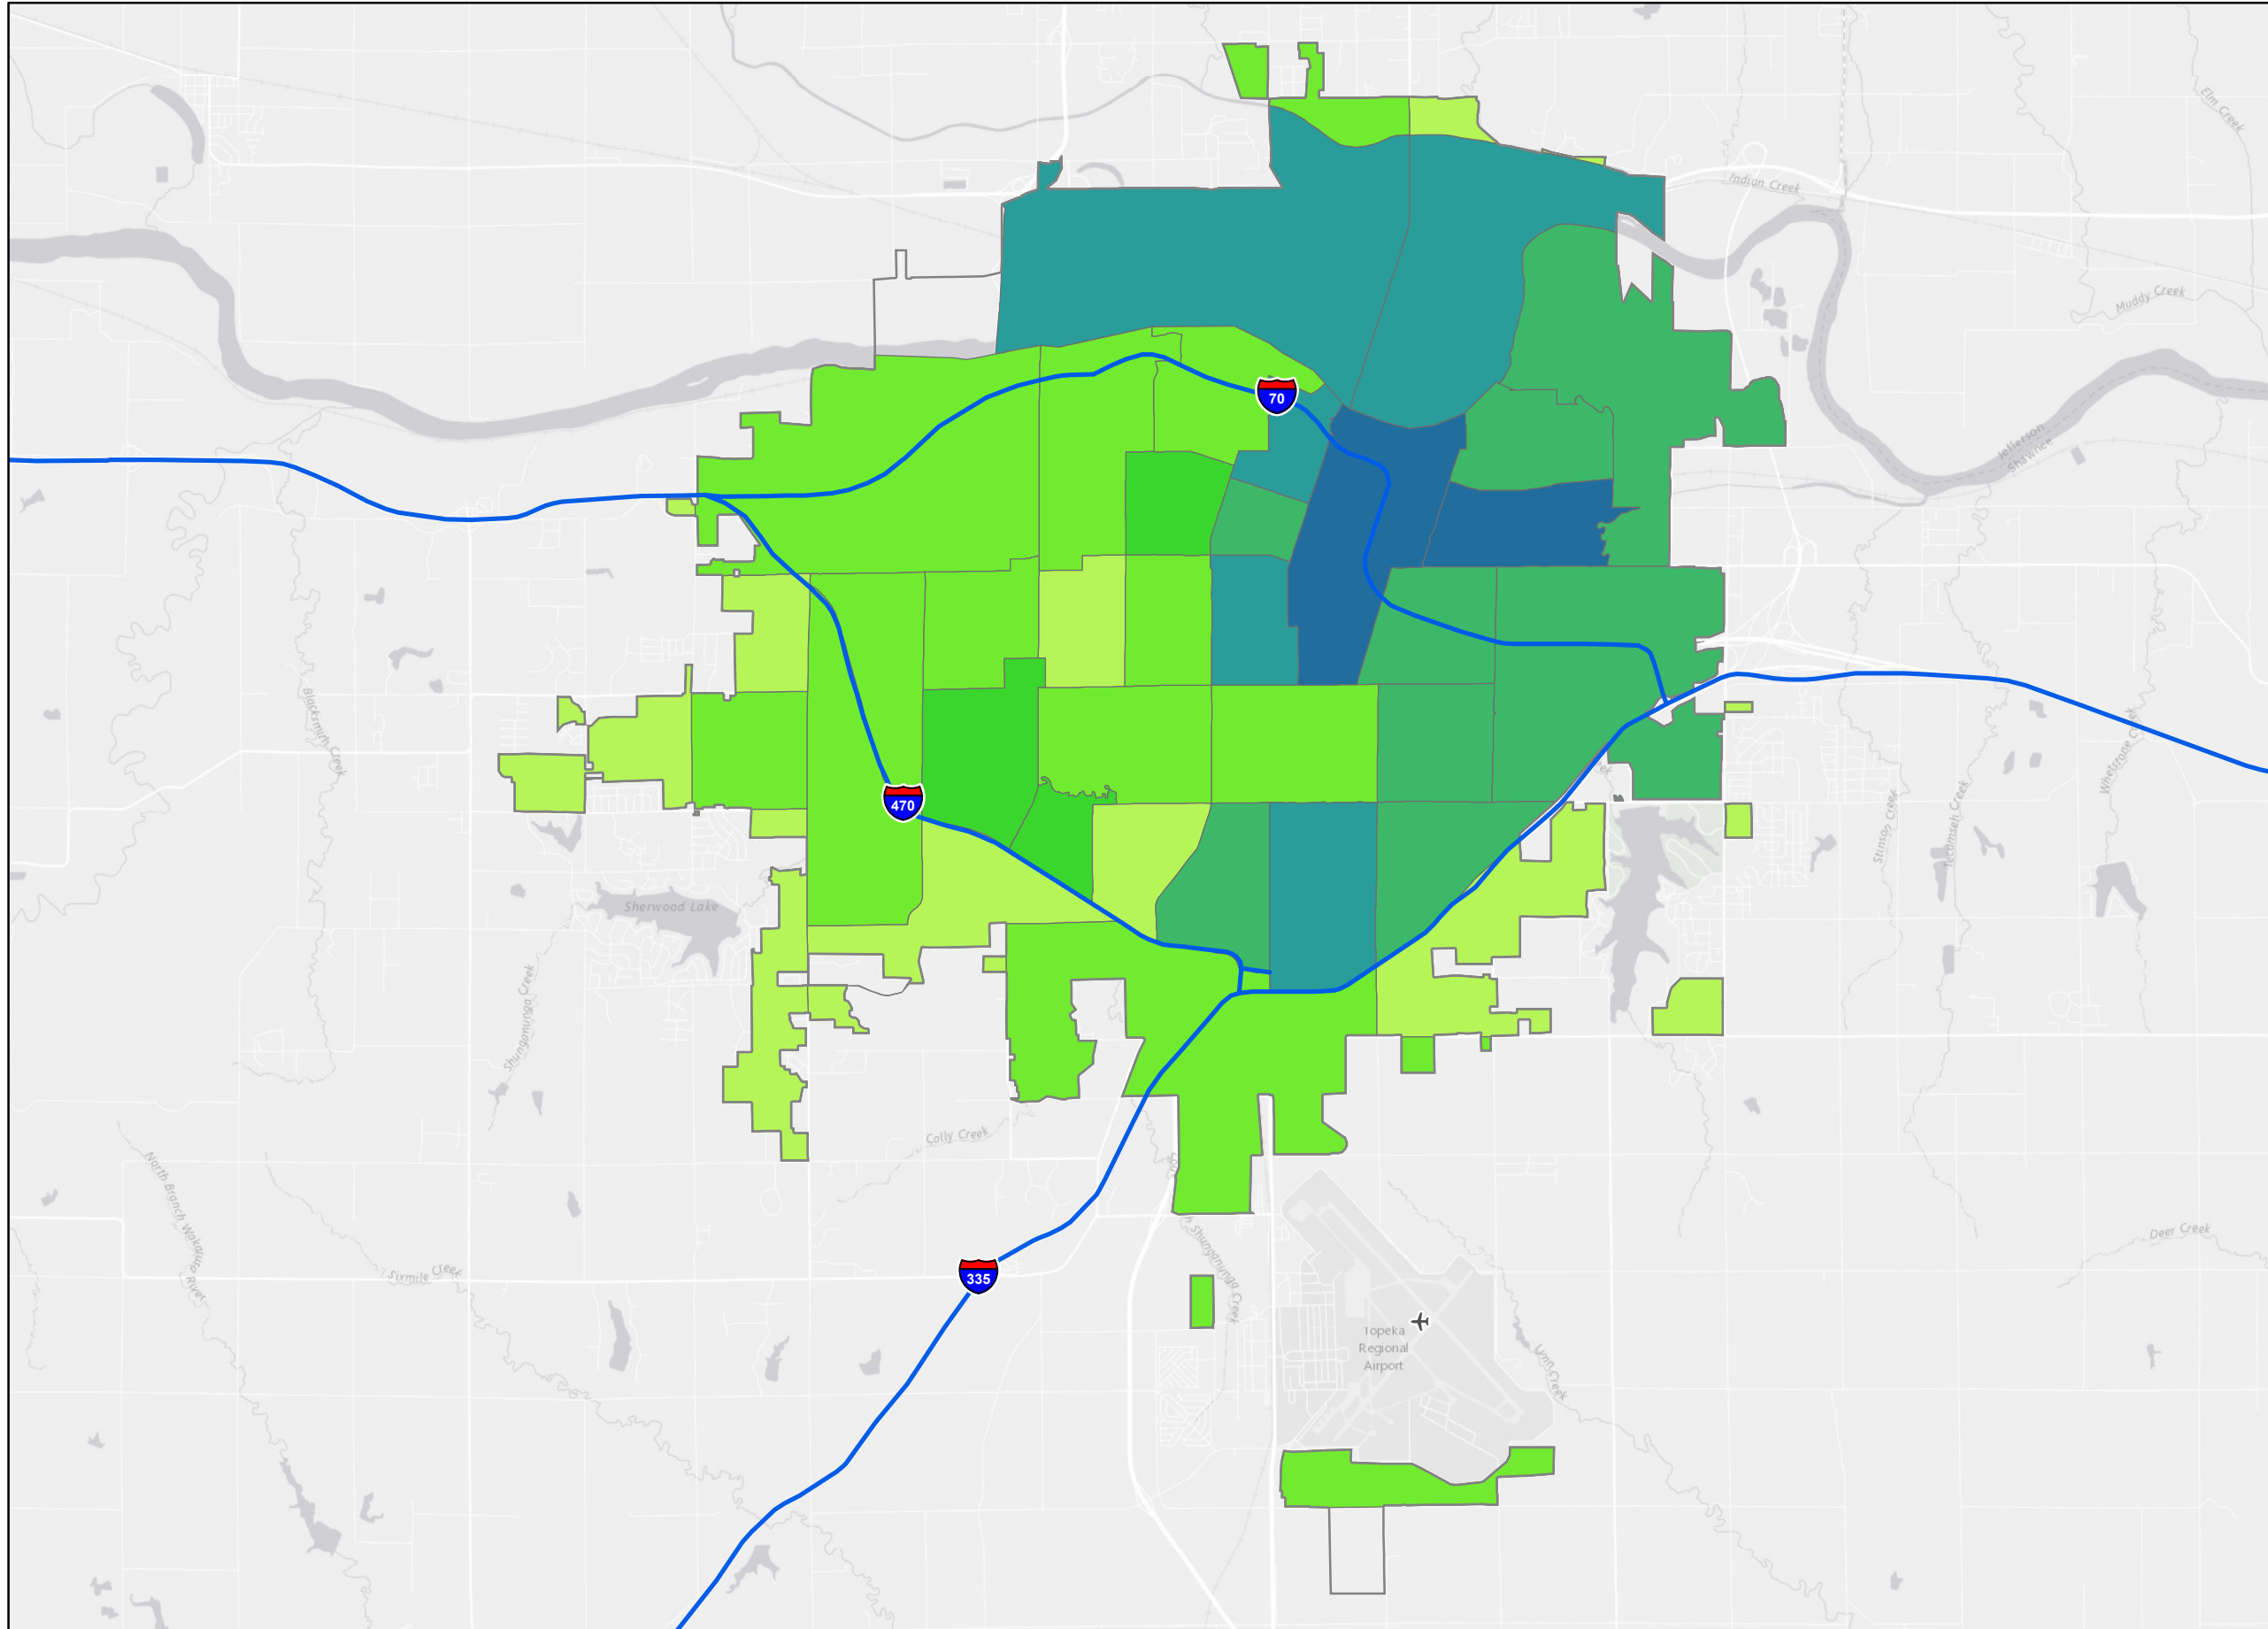 Elm Creek
Indian Creek
Muddy Creek
70
Jefferson
Shawnee
Blacksmith Creek
470
Whetstone Creek
Stinson Creek
Tecumseh Creek
Sherwood Lake
Shunganunga Creek
Colly Creek
North Branch Wakarusa River
Shunganunga Creek
Deer Creek
Sixmile Creek
335
Topeka
Regional
Airport
Lynn Creek